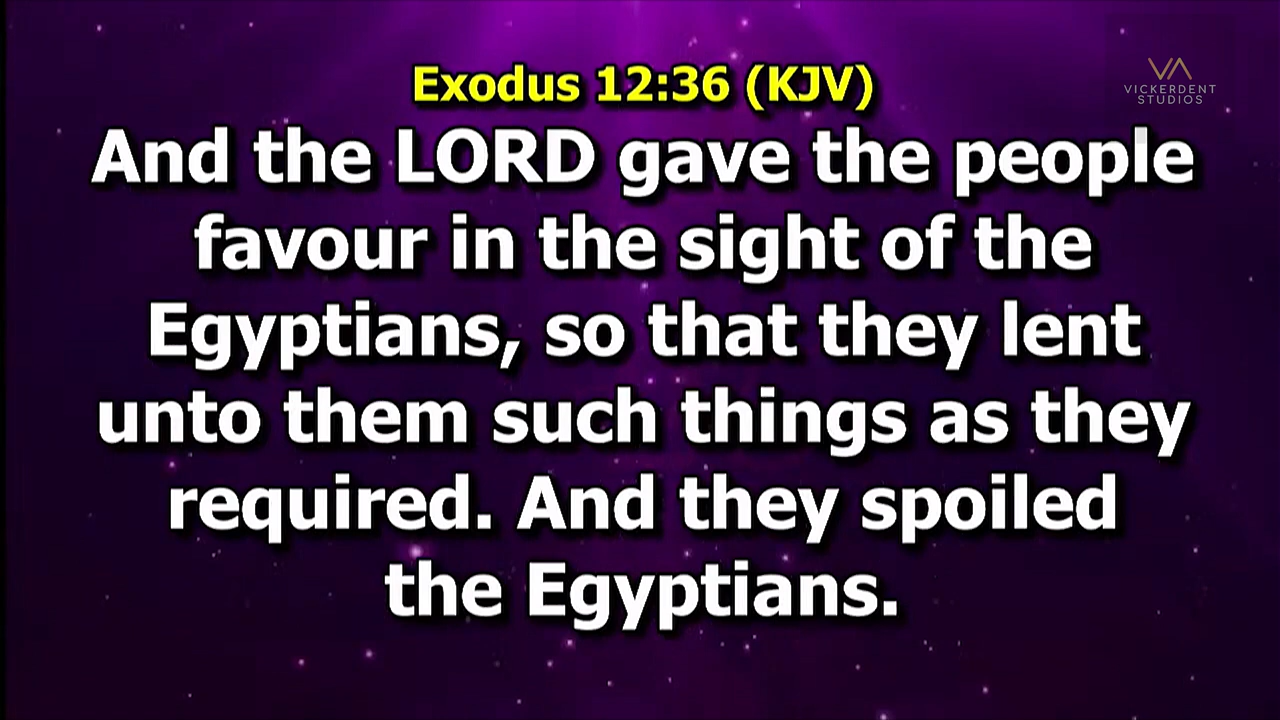 Exodus 12:36 (KJV)
VICKERDENT
STUDIOS
And the LORD gave the people
favour in the sight of the
Egyptians, so that they lent
unto them such things as they
required. And they spoiled
the Egyptians.